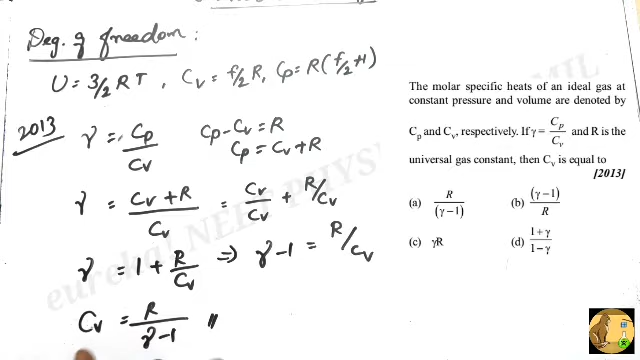 Deg. of freedom :
U = 3/2 RT , Cv = f/2 R, Cp = R(f/2 +1)
2013
γ = Cp/Cv Cp - Cv = R
Cp = Cv + R
γ = (Cv + R)/Cv = Cv/Cv + R/Cv
γ = 1 + R/Cv ⇒ γ - 1 = R/Cv
Cv = R/(γ-1) "
The molar specific heats of an ideal gas at
constant pressure and volume are denoted by
Cp and Cv, respectively. If γ = Cp/Cv and R is the
universal gas constant, then Cv is equal to
[2013]
(a) R/(γ−1) (b) (γ−1)/R
(c) γR (d) (1+γ)/(1−γ)